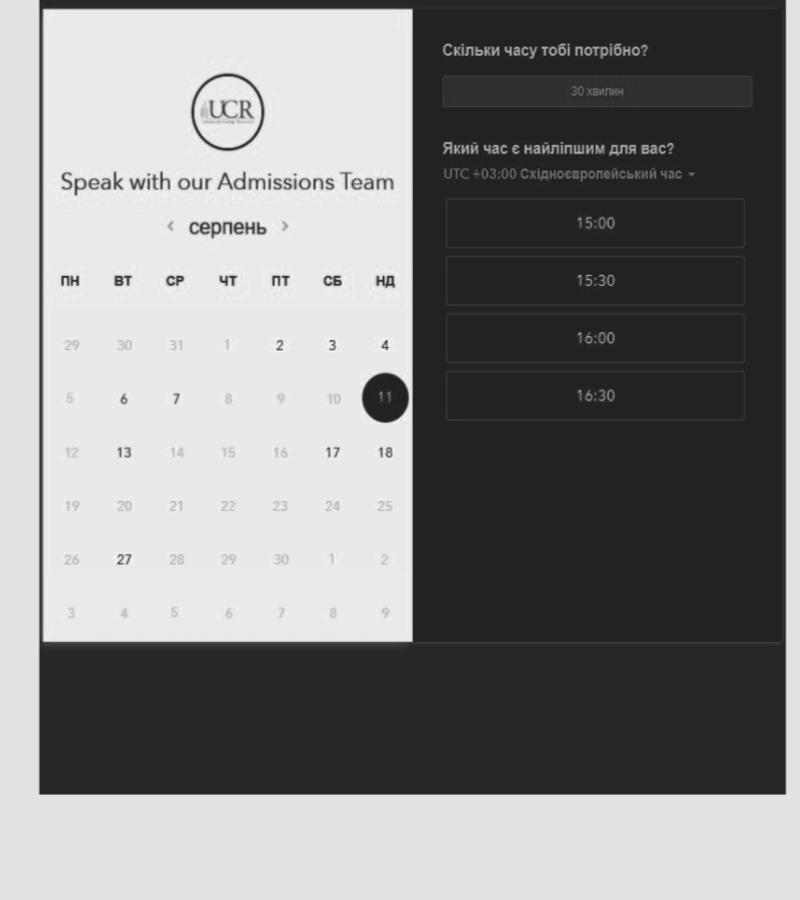 UCR
Speak with our Admissions Team
серпень
ПН ВТ СР ЧТ ПТ СБ НД
29 30 31 1 2 3 4
5 6 7 8 9 10 11
12 13 14 15 16 17 18
19 20 21 22 23 24 25
26 27 28 29 30 1 2
3 4 5 6 7 8 9
Скільки часу тобі потрібно?
30 хвилин
Який час є найліпшим для вас?
UTC +03:00 Східноєвропейський час
15:00
15:30
16:00
16:30